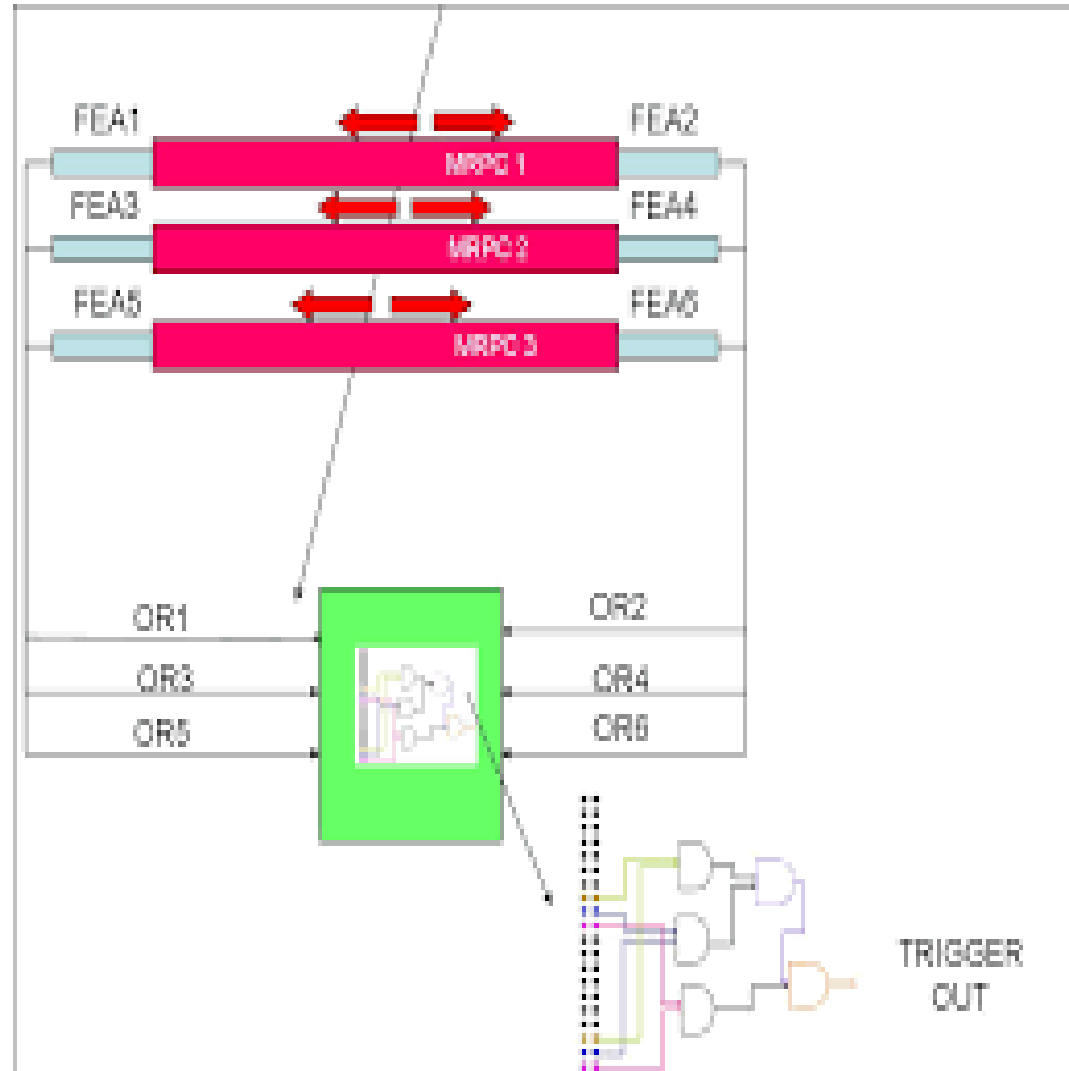 FEA1 FEA2
MRPC 1
FEA3 FEA4
MRPC 2
FEA5 FEA6
MRPC 3
OR1 OR2
OR3 OR4
OR5 OR6
TRIGGER
OUT